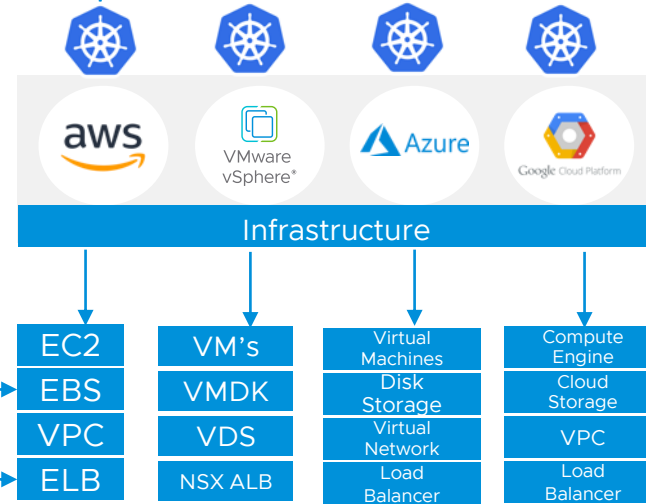 aws
VMware
vSphere®
Azure
Google Cloud Platform
Infrastructure
EC2
EBS
VPC
ELB
VM's
VMDK
VDS
NSX ALB
Virtual
Machines
Disk
Storage
Virtual
Network
Load
Balancer
Compute
Engine
Cloud
Storage
VPC
Load
Balancer